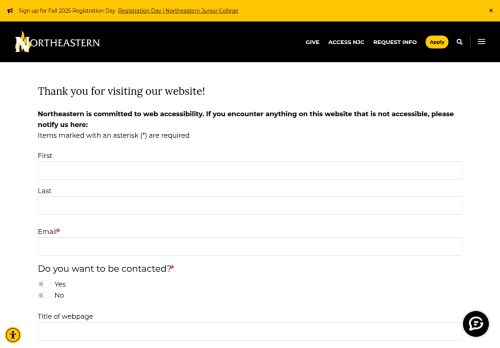 Sign up for Fall 2025 Registration Day Registration Day | Northeastern Junior College ×
NORTHEASTERN GIVE ACCESS NJC REQUEST INFO Apply
Thank you for visiting our website!
Northeastern is committed to web accessibility. If you encounter anything on this website that is not accessible, please
notify us here:
Items marked with an asterisk (*) are required
First
Last
Email*
Do you want to be contacted?*
Yes
No
Title of webpage